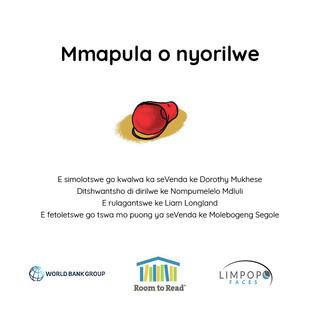 Mmapula o nyorilwe
E simolotswe go kwalwa ka seVenda ke Dorothy Mukhese
Ditshwantsho di dirilwe ke Nompumelelo Mdluli
E rulagantswe ke Liam Longland
E fetoletswe go tswa mo puong ya seVenda ke Molebogeng Segole
WORLD BANK GROUP
Room to Read
LIMPOPO
FACES